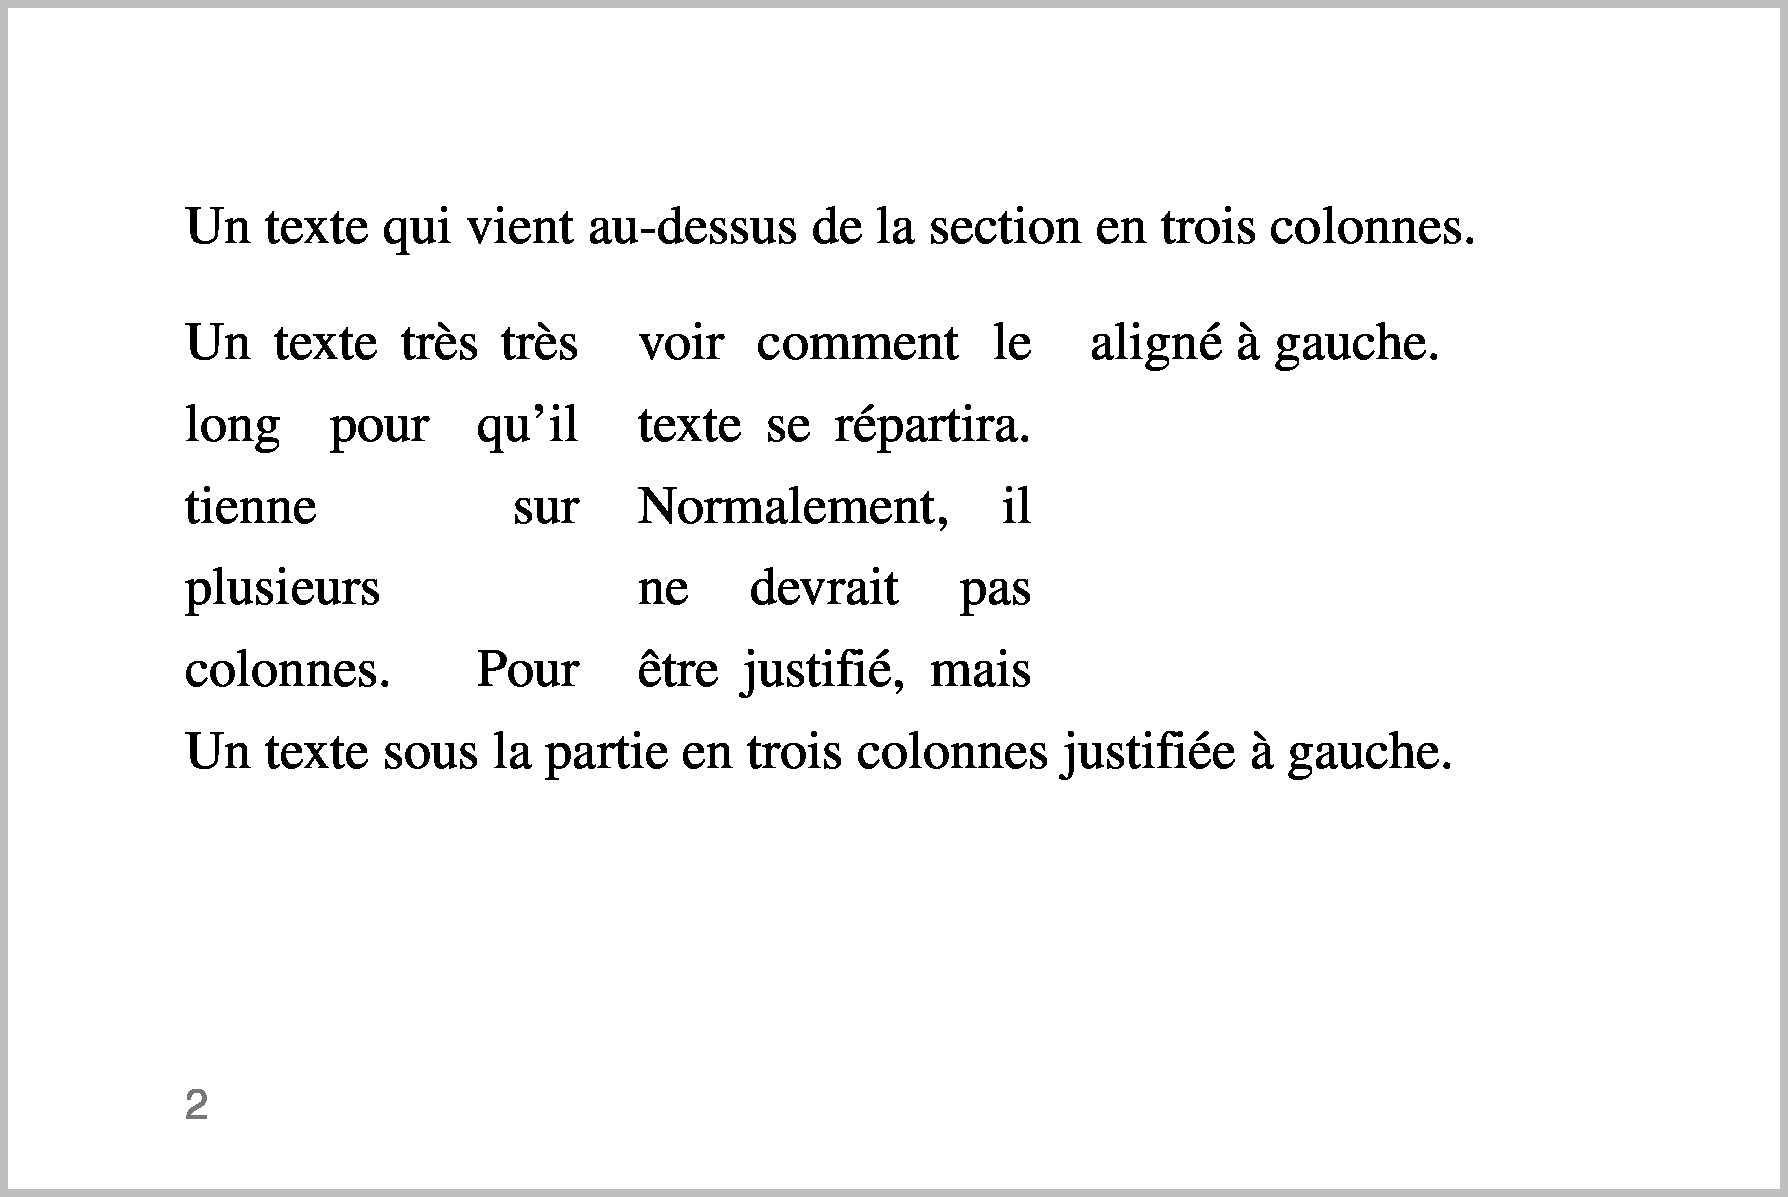 Un texte qui vient au-dessus de la section en trois colonnes.
Un texte très très
long pour qu’il
tienne sur
plusieurs
colonnes. Pour
voir comment le
texte se répartira.
Normalement, il
ne devrait pas
être justifié, mais
aligné à gauche.
Un texte sous la partie en trois colonnes justifiée à gauche.
2